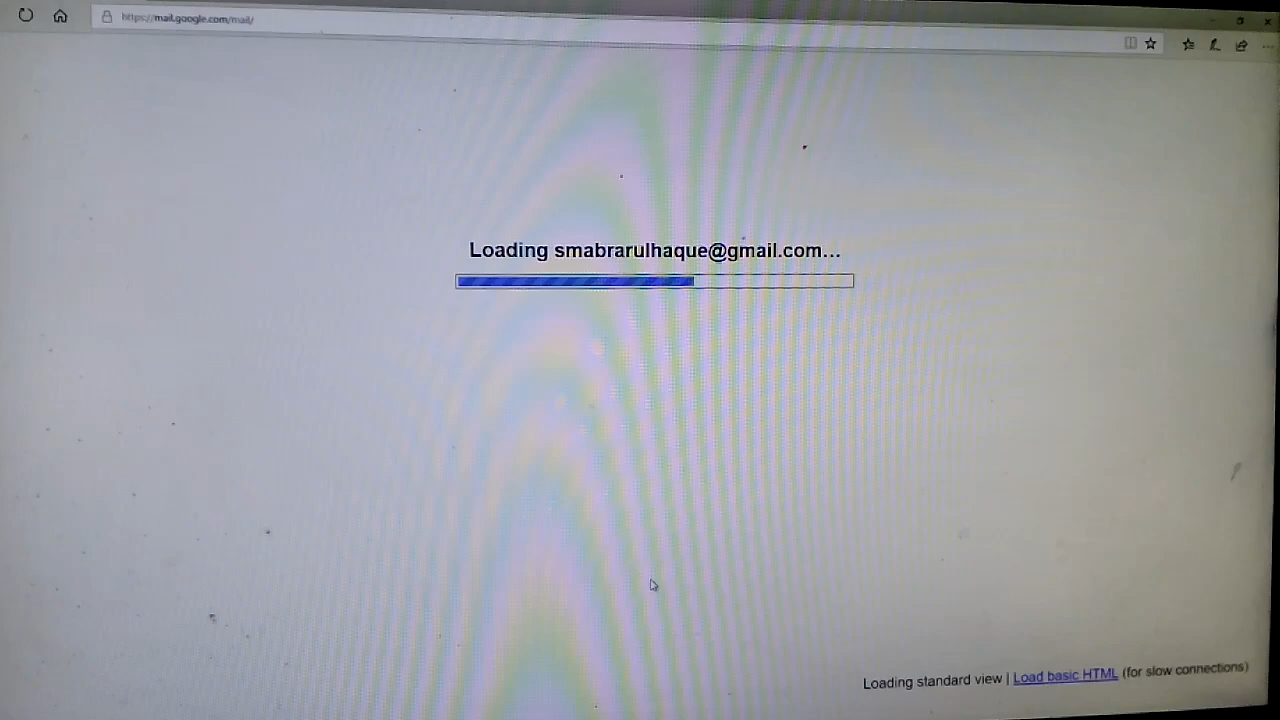 https://mail.google.com/mail/
Loading smabrarulhaque@gmail.com...
Loading standard view | Load basic HTML (for slow connections)